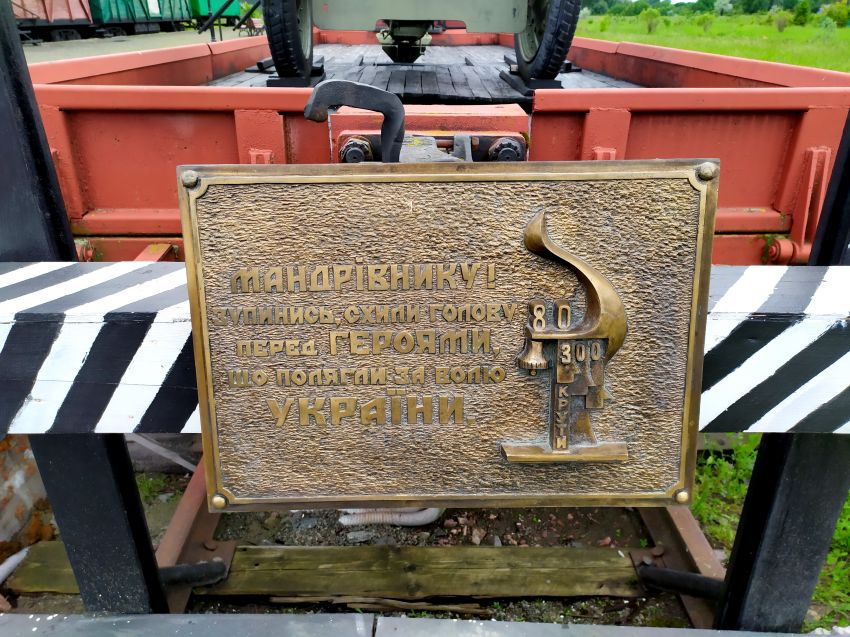 МАНДРІВНИКУ!
ЗУПИНИСЬ, СХИЛИ ГОЛОВУ
ПЕРЕД ГЕРОЯМИ,
ЩО ПОЛЯГЛИ ЗА ВОЛЮ
УКРАЇНИ.
80
300
КРУТИ